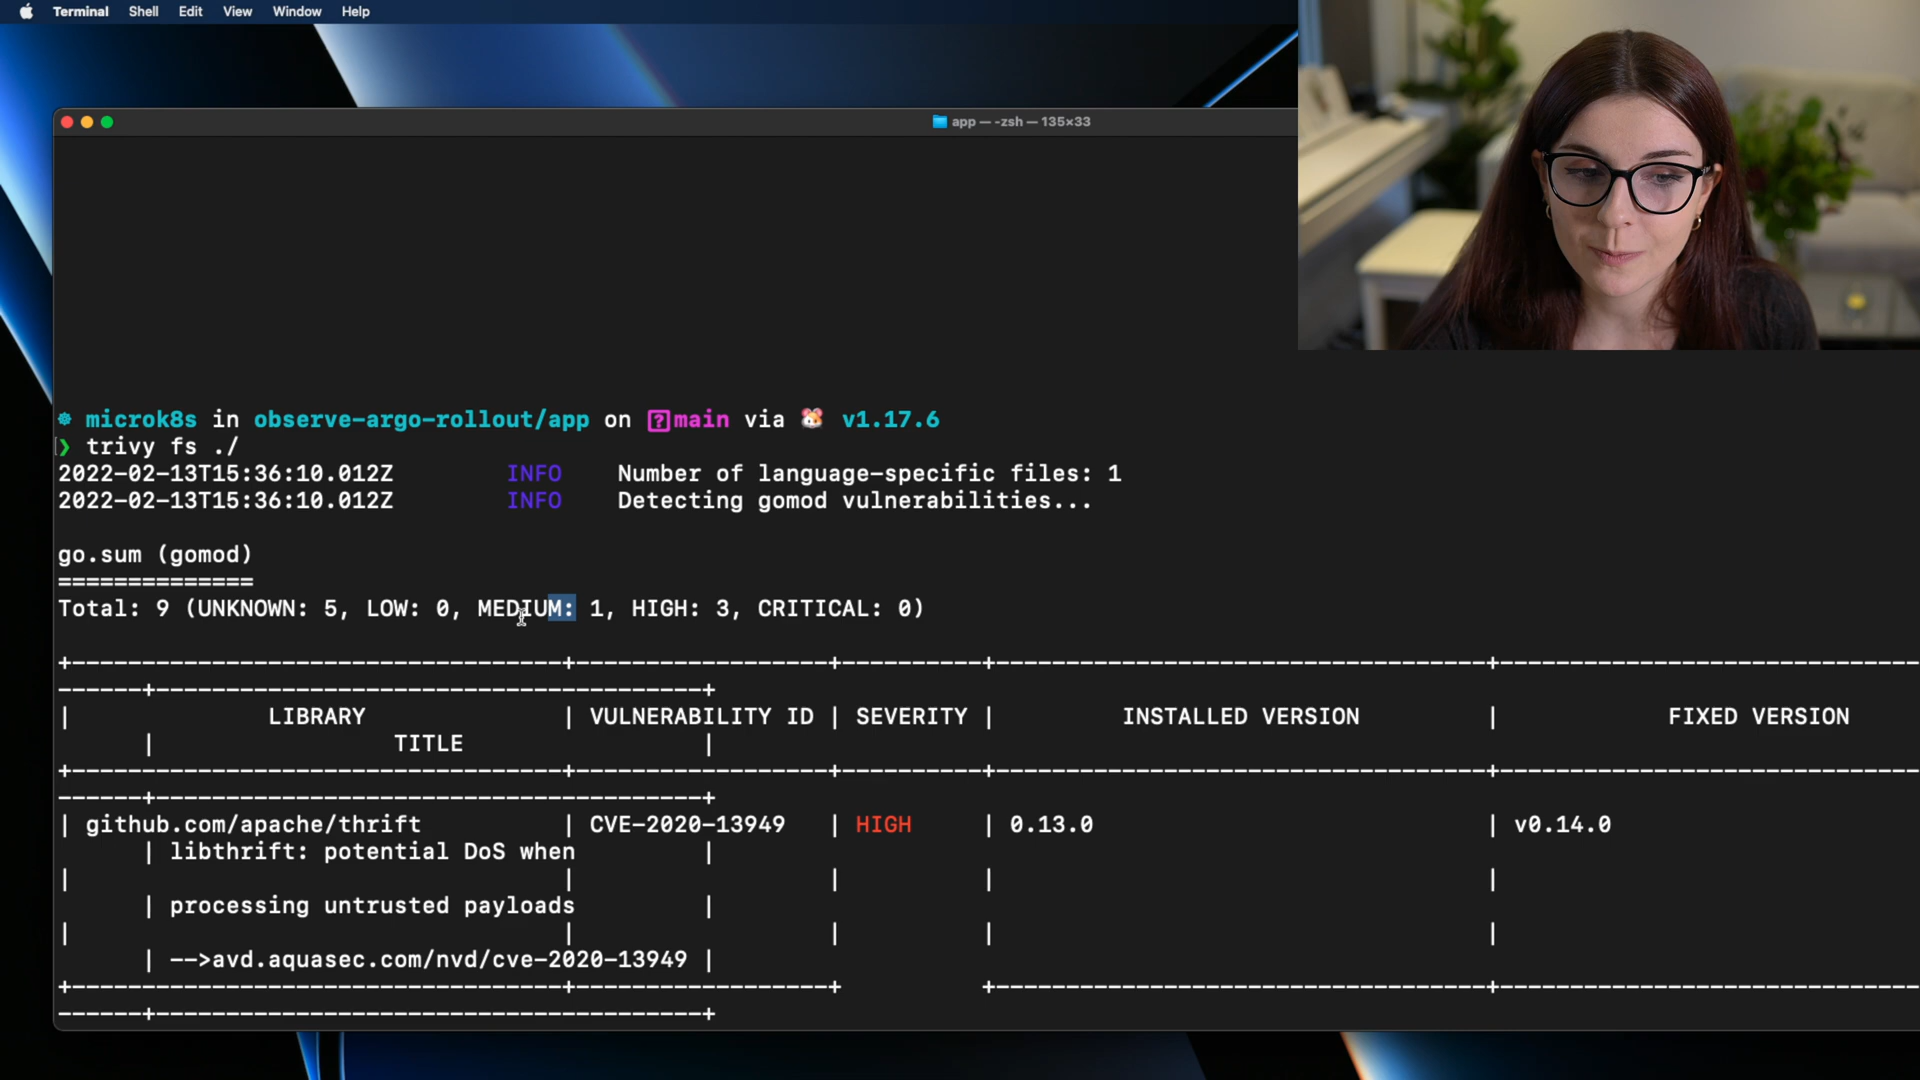 Terminal Shell Edit View Window Help
app — -zsh — 135×33
microk8s in observe-argo-rollout/app on [?]main via v1.17.6
❯ trivy fs ./
2022-02-13T15:36:10.012Z INFO Number of language-specific files: 1
2022-02-13T15:36:10.012Z INFO Detecting gomod vulnerabilities...
go.sum (gomod)
==============
Total: 9 (UNKNOWN: 5, LOW: 0, MEDIUM: 1, HIGH: 3, CRITICAL: 0)
| LIBRARY | VULNERABILITY ID | SEVERITY | INSTALLED VERSION | FIXED VERSION
| TITLE |
| github.com/apache/thrift | CVE-2020-13949 | HIGH | 0.13.0 | v0.14.0
| libthrift: potential DoS when |
| processing untrusted payloads |
| -->avd.aquasec.com/nvd/cve-2020-13949 |